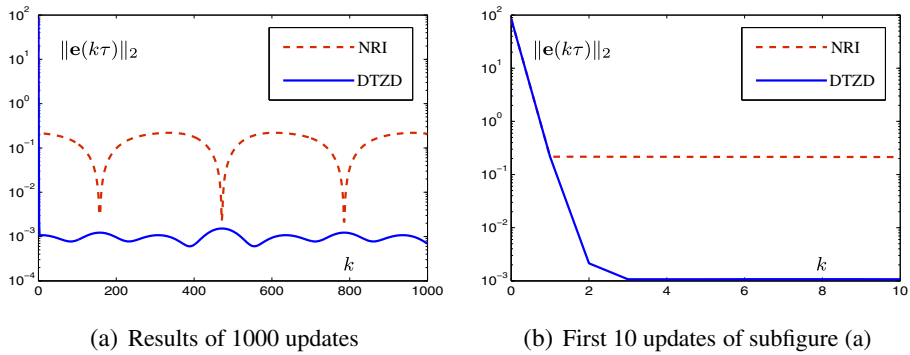 10^2
10^1
10^0
10^-1
10^-2
10^-3
10^-4
‖e(kτ)‖_2
NRI
DTZD
k
0 200 400 600 800 1000
(a) Results of 1000 updates
10^2
10^1
10^0
10^-1
10^-2
10^-3
‖e(kτ)‖_2
NRI
DTZD
k
0 2 4 6 8 10
(b) First 10 updates of subfigure (a)